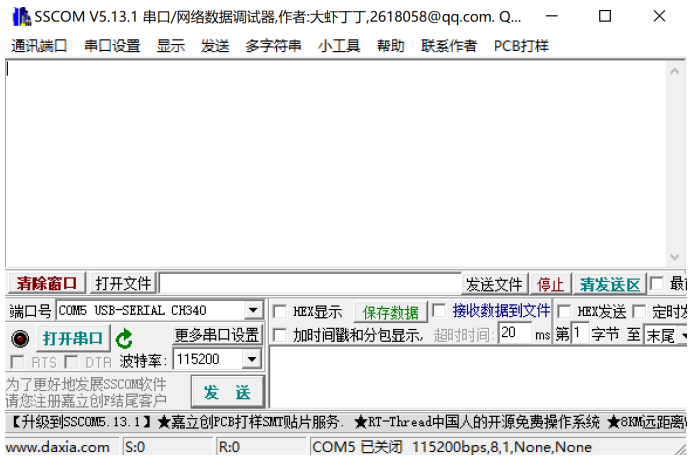 SSCOM V5.13.1 串口/网络数据调试器,作者:大虾丁丁,2618058@qq.com. Q...
通讯端口 串口设置 显示 发送 多字符串 小工具 帮助 联系作者 PCB打样
清除窗口 打开文件 发送文件 停止 清发送区 最
端口号 COM5 USB-SERIAL CH340 HEX显示 保存数据 接收数据到文件 HEX发送 定时发
打开串口 更多串口设置 加时间戳和分包显示, 超时时间: 20 ms 第1 字节 至 末尾
RTS DTR 波特率: 115200
为了更好地发展SSCOM软件
请您注册嘉立创F结尾客户
发 送
【升级到SSCOM5.13.1】★嘉立创PCB打样SMT贴片服务. ★RT-Thread中国人的开源免费操作系统 ★8KM远距离
www.daxia.com S:0 R:0 COM5 已关闭 115200bps,8,1,None,None